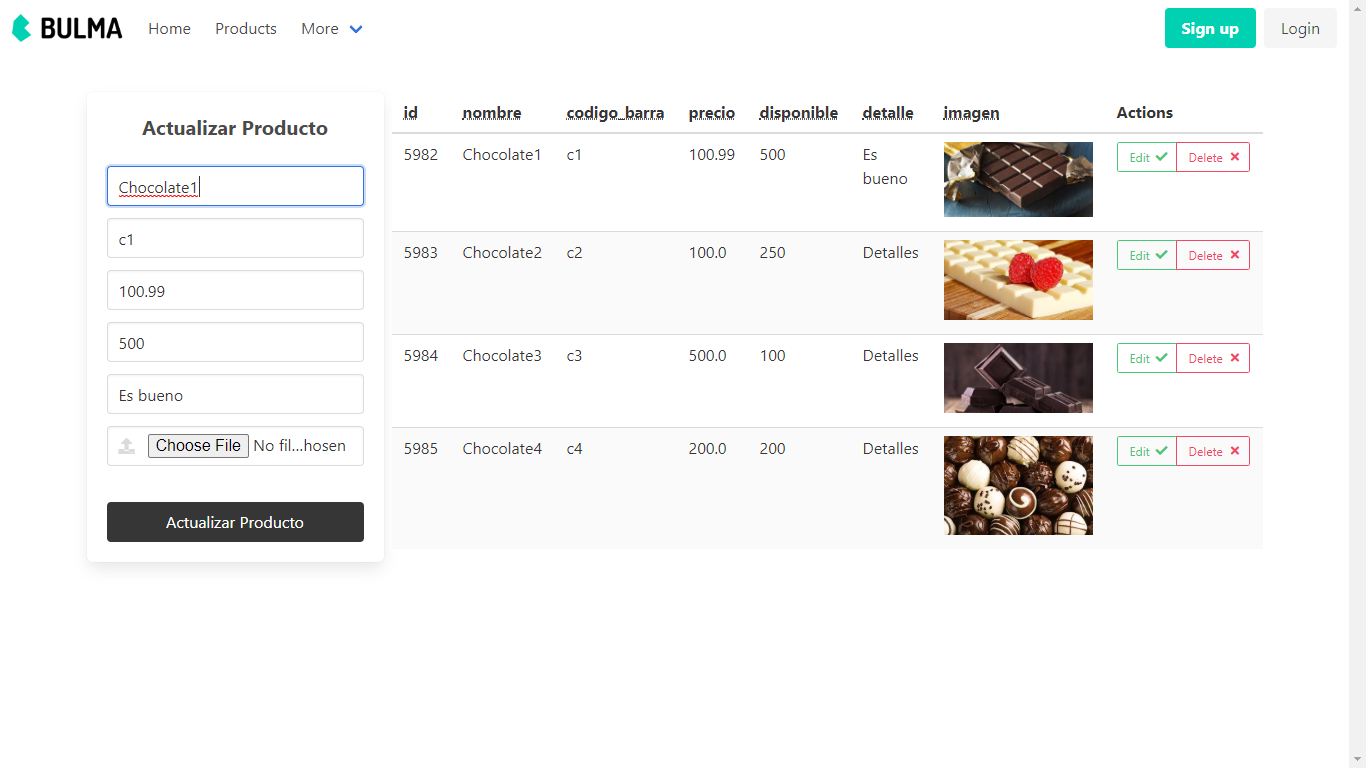 BULMA Home Products More Sign up Login
Actualizar Producto
Chocolate1
c1
100.99
500
Es bueno
Choose File No fil...hosen
Actualizar Producto
id nombre codigo_barra precio disponible detalle imagen Actions
5982 Chocolate1 c1 100.99 500 Es bueno Edit Delete
5983 Chocolate2 c2 100.0 250 Detalles Edit Delete
5984 Chocolate3 c3 500.0 100 Detalles Edit Delete
5985 Chocolate4 c4 200.0 200 Detalles Edit Delete